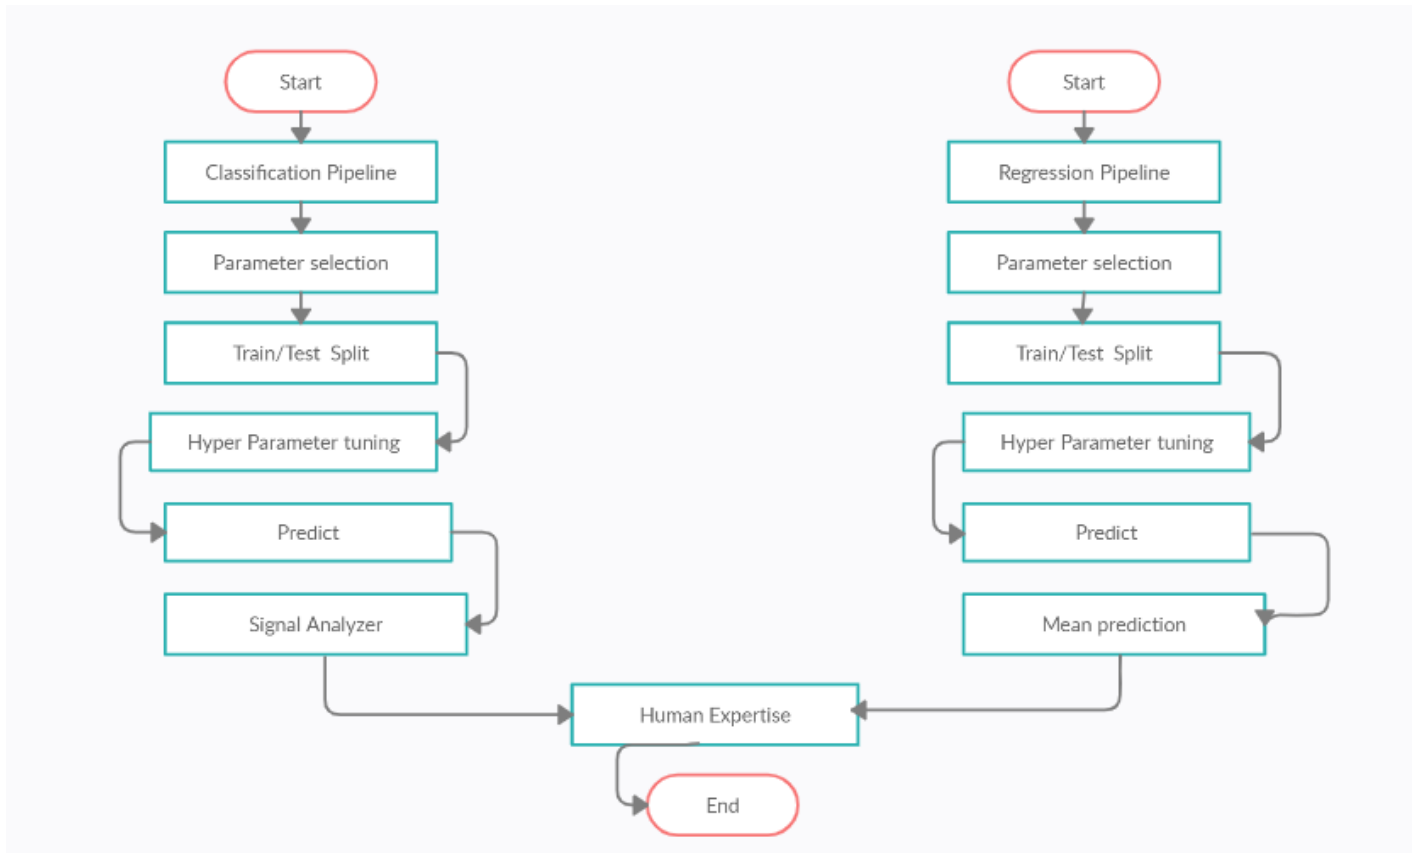 Start
Classification Pipeline
Parameter selection
Train/Test Split
Hyper Parameter tuning
Predict
Signal Analyzer
Start
Regression Pipeline
Parameter selection
Train/Test Split
Hyper Parameter tuning
Predict
Mean prediction
Human Expertise
End